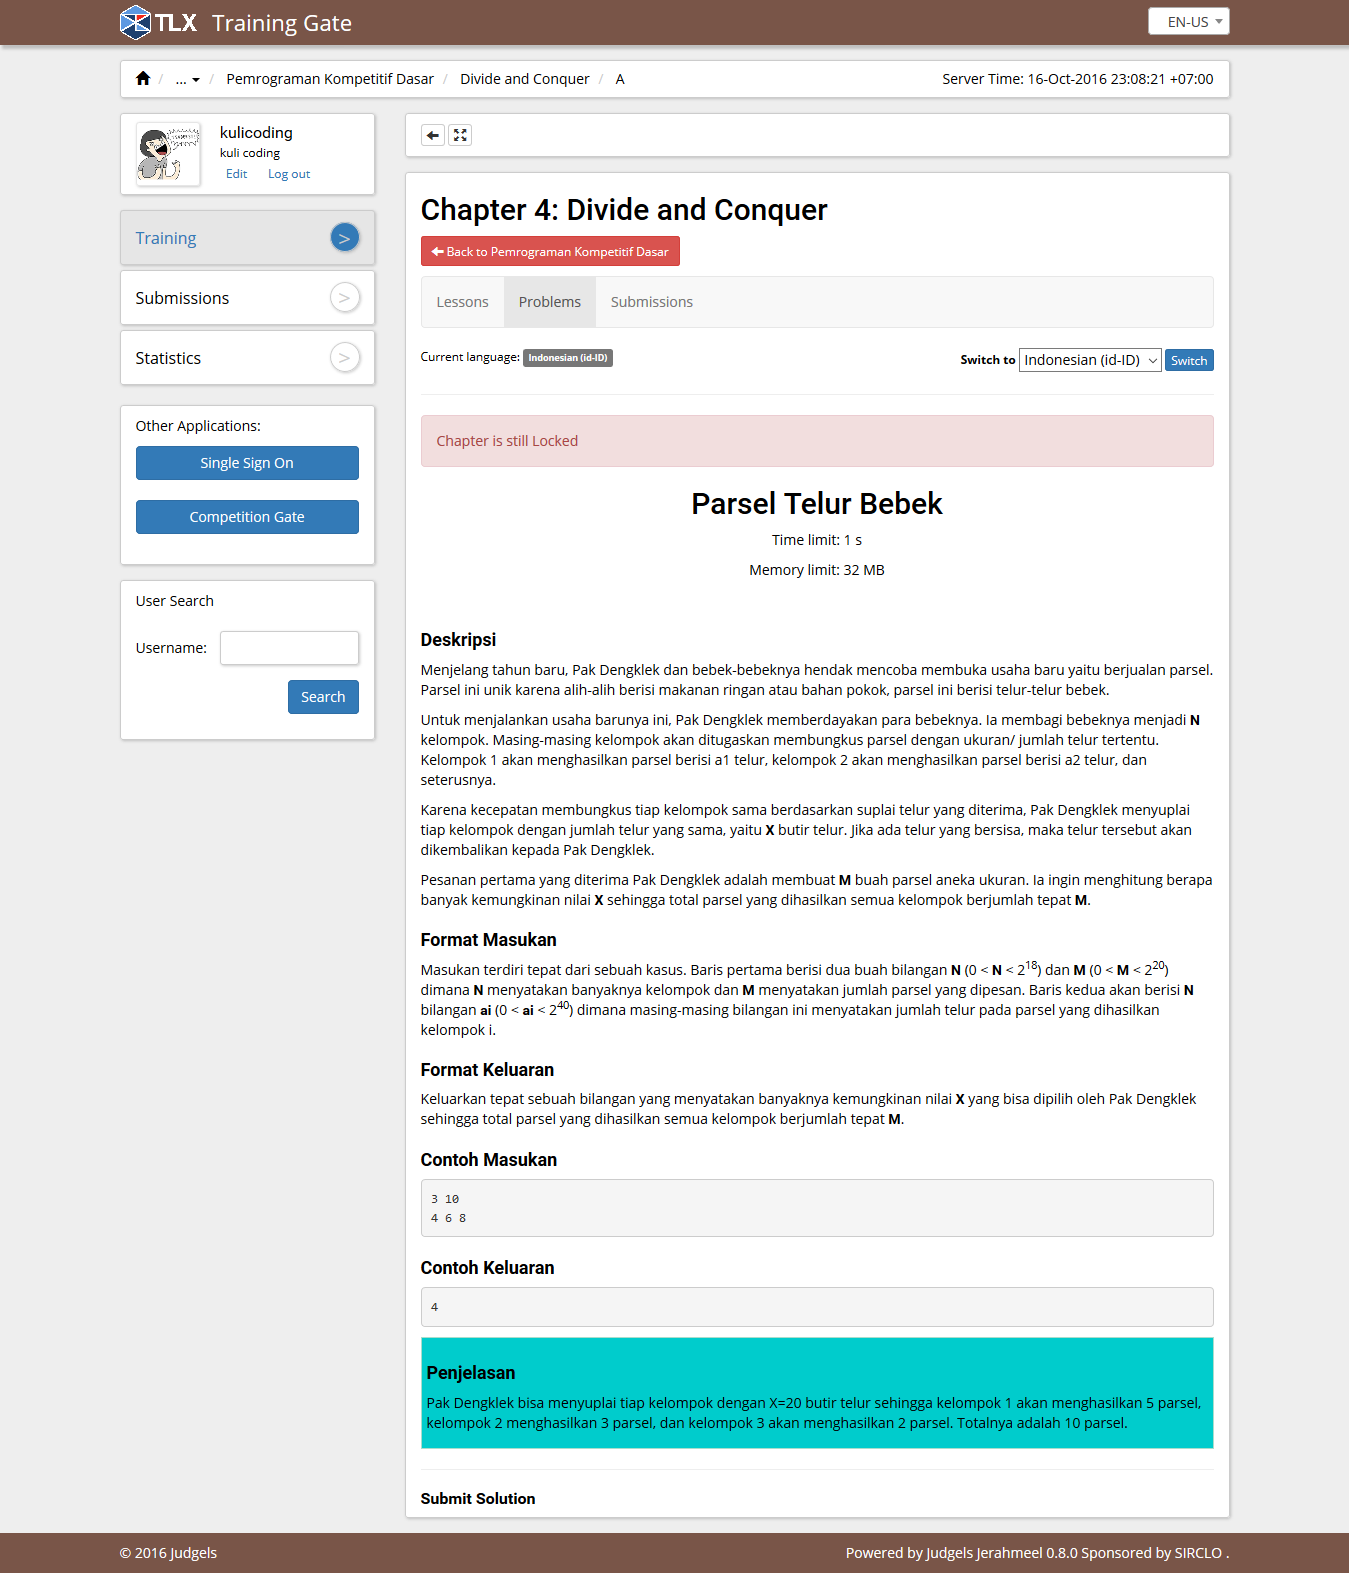 TLX Training Gate
EN-US
... / Pemrograman Kompetitif Dasar / Divide and Conquer / A
Server Time: 16-Oct-2016 23:08:21 +07:00
kulicoding
kuli coding
Edit Log out
Training >
Submissions >
Statistics >
Other Applications:
Single Sign On
Competition Gate
User Search
Username:
Search
Chapter 4: Divide and Conquer
Back to Pemrograman Kompetitif Dasar
Lessons Problems Submissions
Current language: Indonesian (id-ID)
Switch to Indonesian (id-ID) Switch
Chapter is still Locked
Parsel Telur Bebek
Time limit: 1 s
Memory limit: 32 MB
Deskripsi
Menjelang tahun baru, Pak Dengklek dan bebek-bebeknya hendak mencoba membuka usaha baru yaitu berjualan parsel.
Parsel ini unik karena alih-alih berisi makanan ringan atau bahan pokok, parsel ini berisi telur-telur bebek.
Untuk menjalankan usaha barunya ini, Pak Dengklek memberdayakan para bebeknya. Ia membagi bebeknya menjadi N
kelompok. Masing-masing kelompok akan ditugaskan membungkus parsel dengan ukuran/ jumlah telur tertentu.
Kelompok 1 akan menghasilkan parsel berisi a1 telur, kelompok 2 akan menghasilkan parsel berisi a2 telur, dan
seterusnya.
Karena kecepatan membungkus tiap kelompok sama berdasarkan suplai telur yang diterima, Pak Dengklek menyuplai
tiap kelompok dengan jumlah telur yang sama, yaitu X butir telur. Jika ada telur yang bersisa, maka telur tersebut akan
dikembalikan kepada Pak Dengklek.
Pesanan pertama yang diterima Pak Dengklek adalah membuat M buah parsel aneka ukuran. Ia ingin menghitung berapa
banyak kemungkinan nilai X sehingga total parsel yang dihasilkan semua kelompok berjumlah tepat M.
Format Masukan
Masukan terdiri tepat dari sebuah kasus. Baris pertama berisi dua buah bilangan N (0 < N < 2^18) dan M (0 < M < 2^20)
dimana N menyatakan banyaknya kelompok dan M menyatakan jumlah parsel yang dipesan. Baris kedua akan berisi N
bilangan ai (0 < ai < 2^40) dimana masing-masing bilangan ini menyatakan jumlah telur pada parsel yang dihasilkan
kelompok i.
Format Keluaran
Keluarkan tepat sebuah bilangan yang menyatakan banyaknya kemungkinan nilai X yang bisa dipilih oleh Pak Dengklek
sehingga total parsel yang dihasilkan semua kelompok berjumlah tepat M.
Contoh Masukan
3 10
4 6 8
Contoh Keluaran
4
Penjelasan
Pak Dengklek bisa menyuplai tiap kelompok dengan X=20 butir telur sehingga kelompok 1 akan menghasilkan 5 parsel,
kelompok 2 menghasilkan 3 parsel, dan kelompok 3 akan menghasilkan 2 parsel. Totalnya adalah 10 parsel.
Submit Solution
© 2016 Judgels
Powered by Judgels Jerahmeel 0.8.0 Sponsored by SIRCLO .